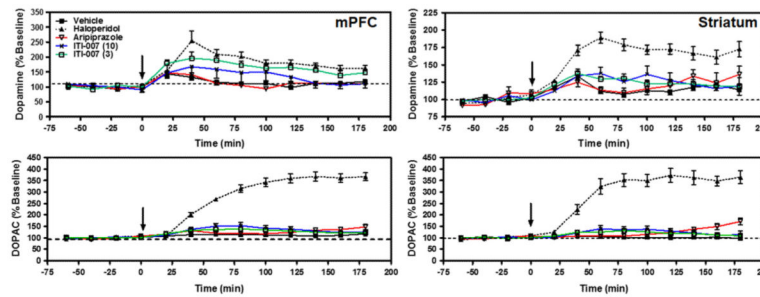 mPFC
Vehicle
Haloperidol
Aripiprazole
ITI-007 (10)
ITI-007 (3)
Dopamine (% Baseline)
350
300
250
200
150
100
50
0
-75 -50 -25 0 25 50 75 100 125 150 175 200
Time (min)
Striatum
Dopamine (% Baseline)
225
200
175
150
125
100
75
-75 -50 -25 0 25 50 75 100 125 150 175 200
Time (min)
DOPAC (% Baseline)
450
400
350
300
250
200
150
100
50
0
-75 -50 -25 0 25 50 75 100 125 150 175 200
Time (min)
DOPAC (% Baseline)
450
400
350
300
250
200
150
100
50
0
-75 -50 -25 0 25 50 75 100 125 150 175 200
Time (min)